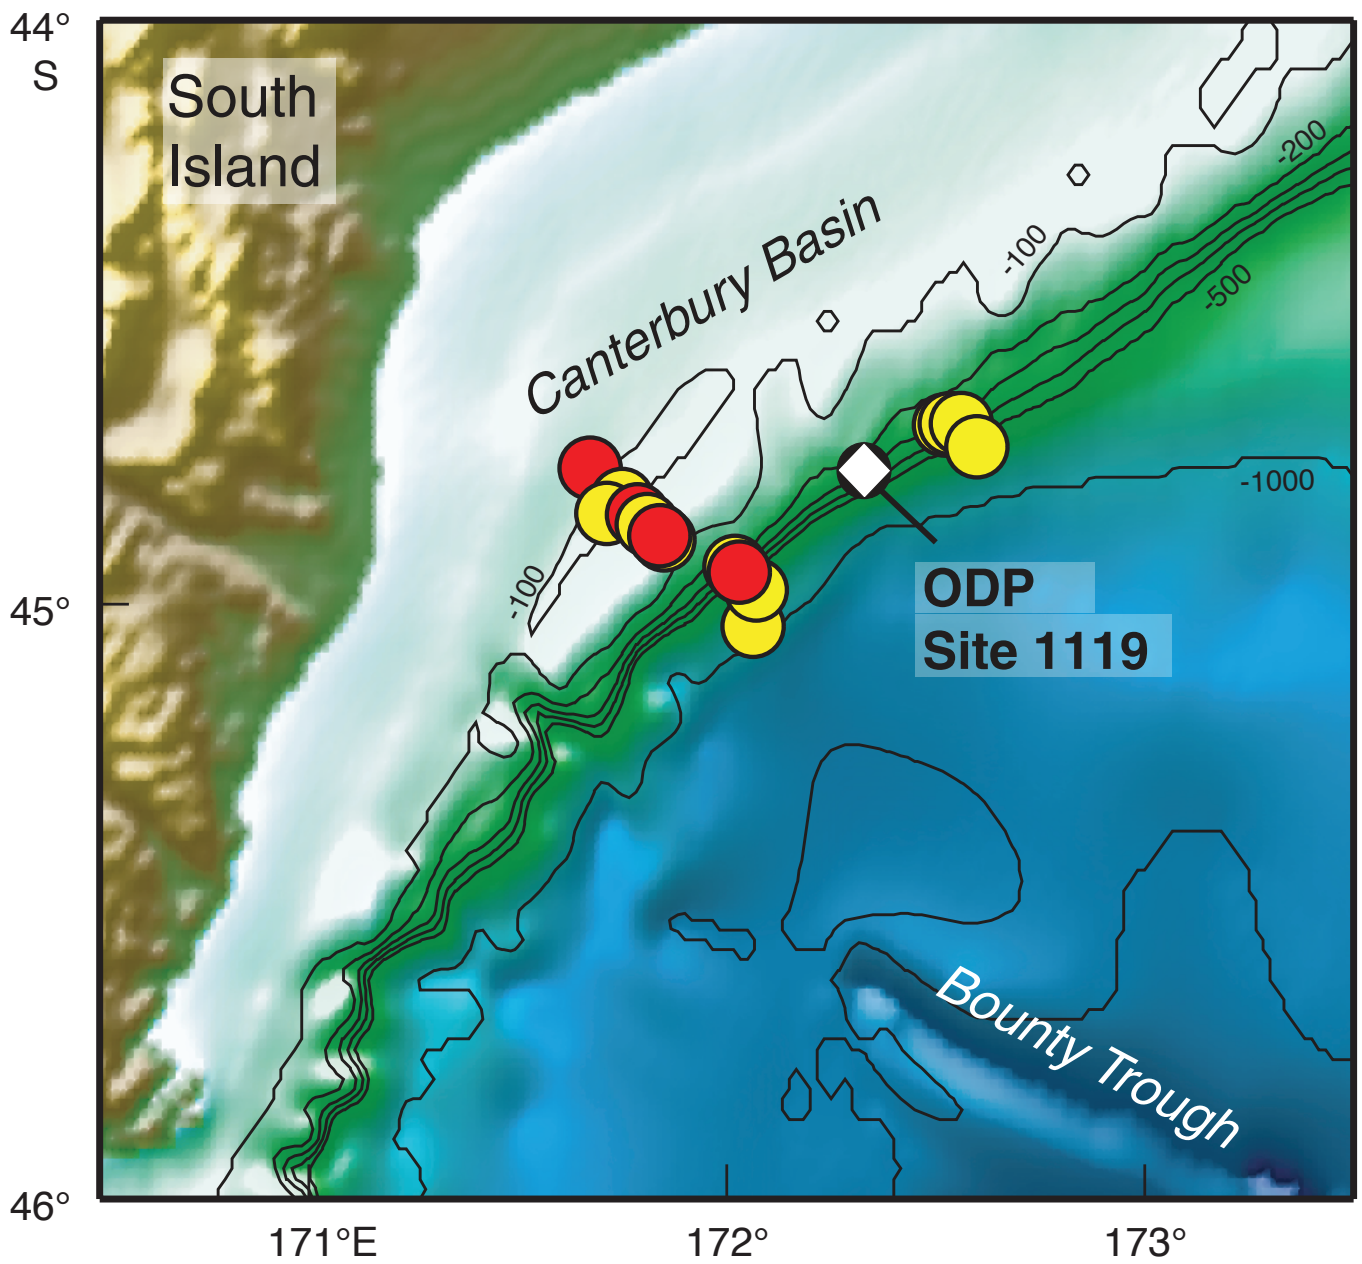 44°
S
South
Island
-200
Canterbury Basin
-100
-500
-1000
-100
45°
ODP
Site 1119
Bounty Trough
46°
171°E
172°
173°